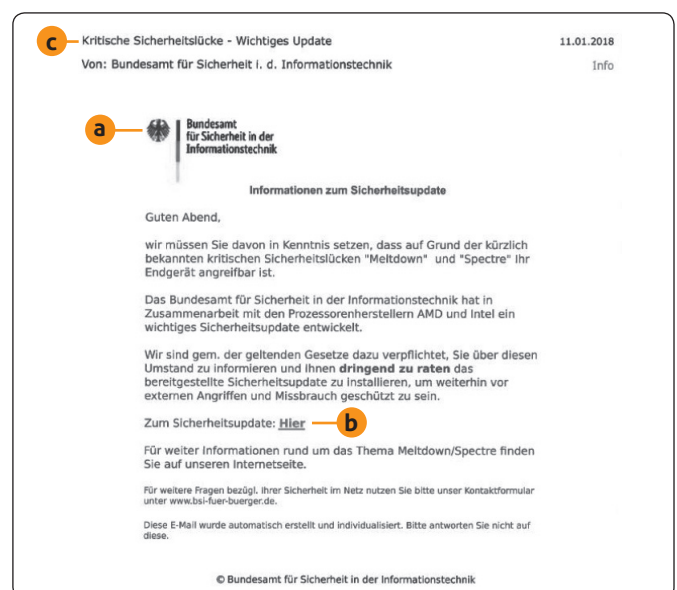 c Kritische Sicherheitslücke - Wichtiges Update 11.01.2018
Von: Bundesamt für Sicherheit i. d. Informationstechnik Info
a Bundesamt
für Sicherheit in der
Informationstechnik
Informationen zum Sicherheitsupdate
Guten Abend,
wir müssen Sie davon in Kenntnis setzen, dass auf Grund der kürzlich
bekannten kritischen Sicherheitslücken "Meltdown" und "Spectre" Ihr
Endgerät angreifbar ist.
Das Bundesamt für Sicherheit in der Informationstechnik hat in
Zusammenarbeit mit den Prozessorenherstellern AMD und Intel ein
wichtiges Sicherheitsupdate entwickelt.
Wir sind gem. der geltenden Gesetze dazu verpflichtet, Sie über diesen
Umstand zu informieren und Ihnen dringend zu raten das
bereitgestellte Sicherheitsupdate zu installieren, um weiterhin vor
externen Angriffen und Missbrauch geschützt zu sein.
Zum Sicherheitsupdate: Hier b
Für weiter Informationen rund um das Thema Meltdown/Spectre finden
Sie auf unseren Internetseite.
Für weitere Fragen bezügl. Ihrer Sicherheit im Netz nutzen Sie bitte unser Kontaktformular
unter www.bsi-fuer-buerger.de.
Diese E-Mail wurde automatisch erstellt und individualisiert. Bitte antworten Sie nicht auf
diese.
© Bundesamt für Sicherheit in der Informationstechnik